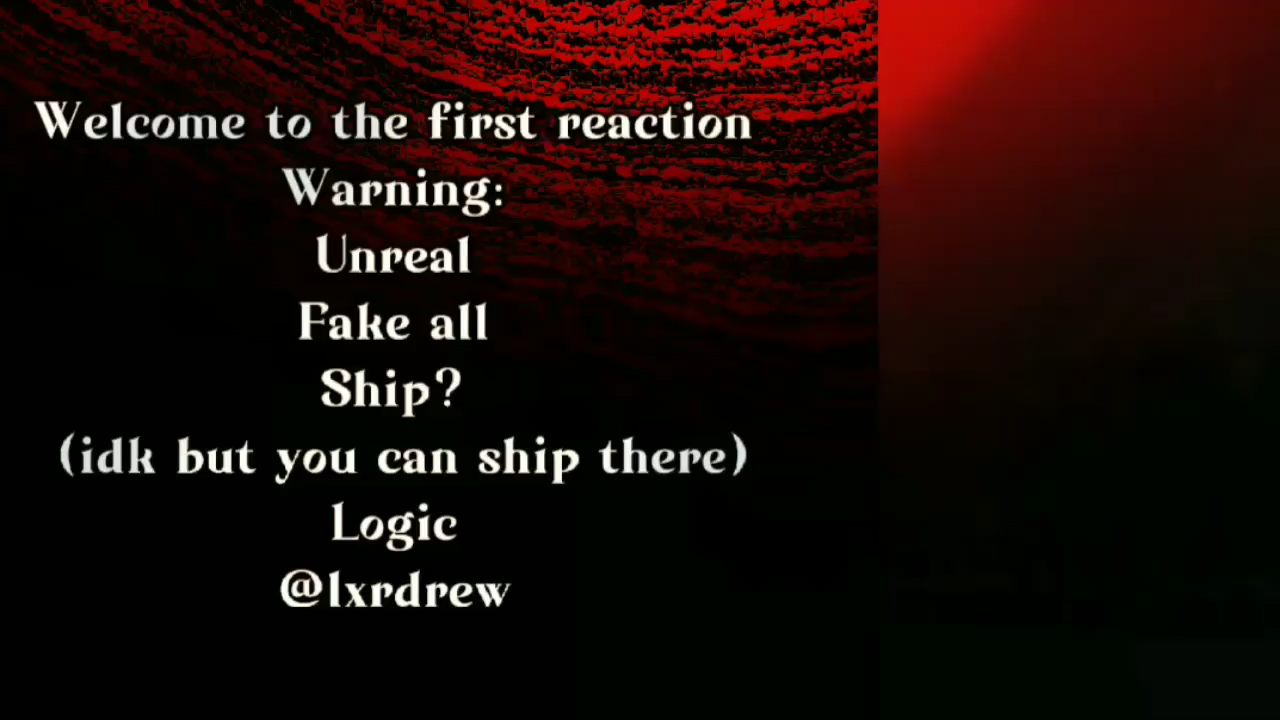 Welcome to the first reaction
Warning:
Unreal
Fake all
Ship?
(idk but you can ship there)
Logic
@lxrdrew